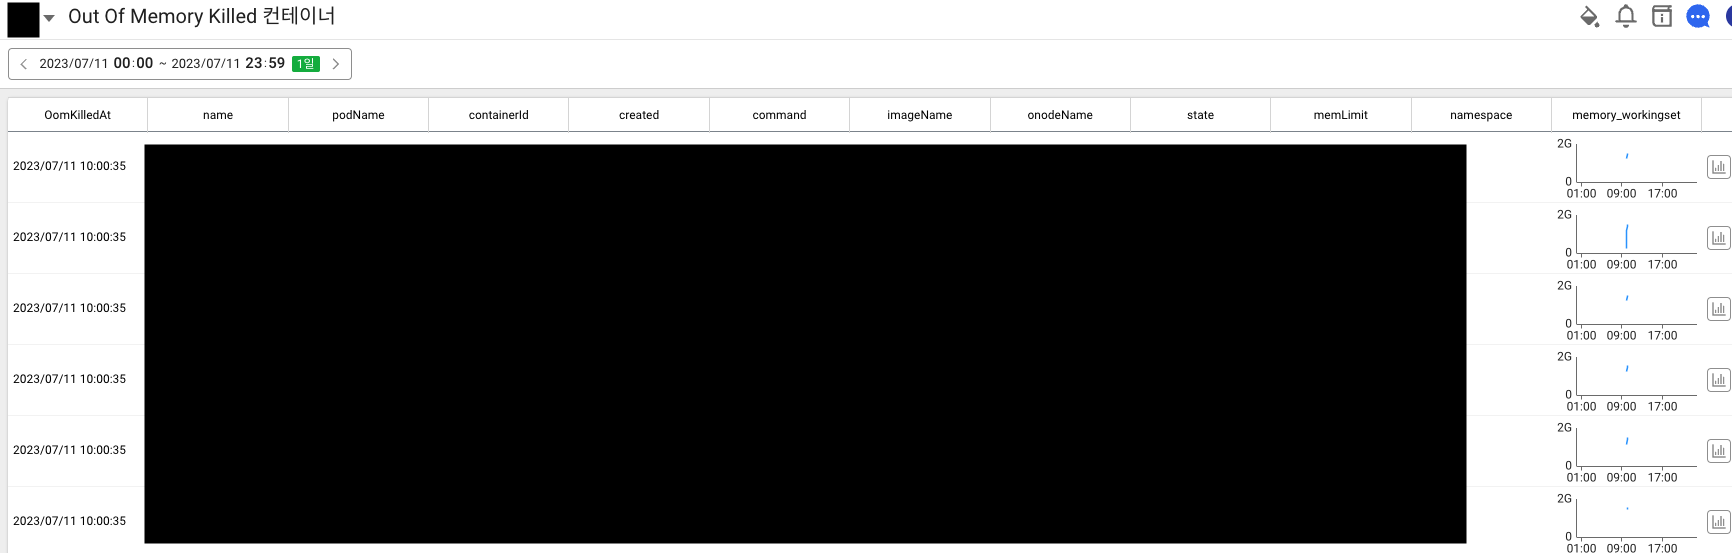 Out Of Memory Killed 컨테이너
2023/07/11 00:00 ~ 2023/07/11 23:59 1일
OomKilledAt name podName containerId created command imageName onodeName state memLimit namespace memory_workingset
2023/07/11 10:00:35
2G
0
01:00 09:00 17:00
2023/07/11 10:00:35
2G
0
01:00 09:00 17:00
2023/07/11 10:00:35
2G
0
01:00 09:00 17:00
2023/07/11 10:00:35
2G
0
01:00 09:00 17:00
2023/07/11 10:00:35
2G
0
01:00 09:00 17:00
2023/07/11 10:00:35
2G
0
01:00 09:00 17:00